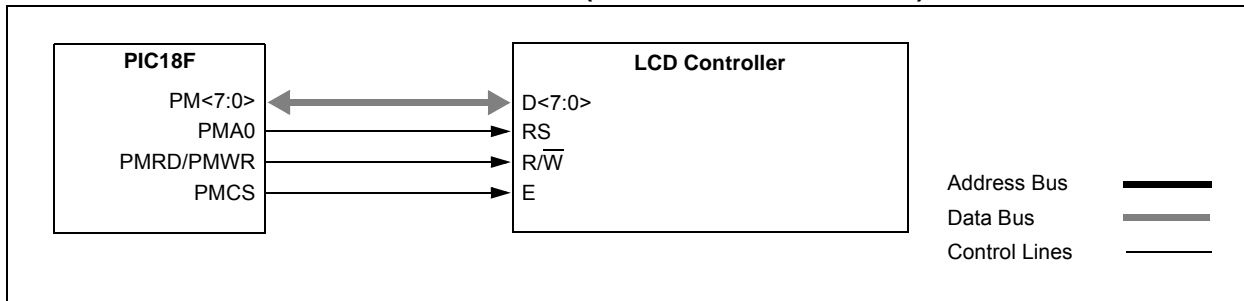 PIC18F
LCD Controller
PM<7:0>
D<7:0>
PMA0
RS
PMRD/PMWR
R/W̅
PMCS
E
Address Bus
Data Bus
Control Lines